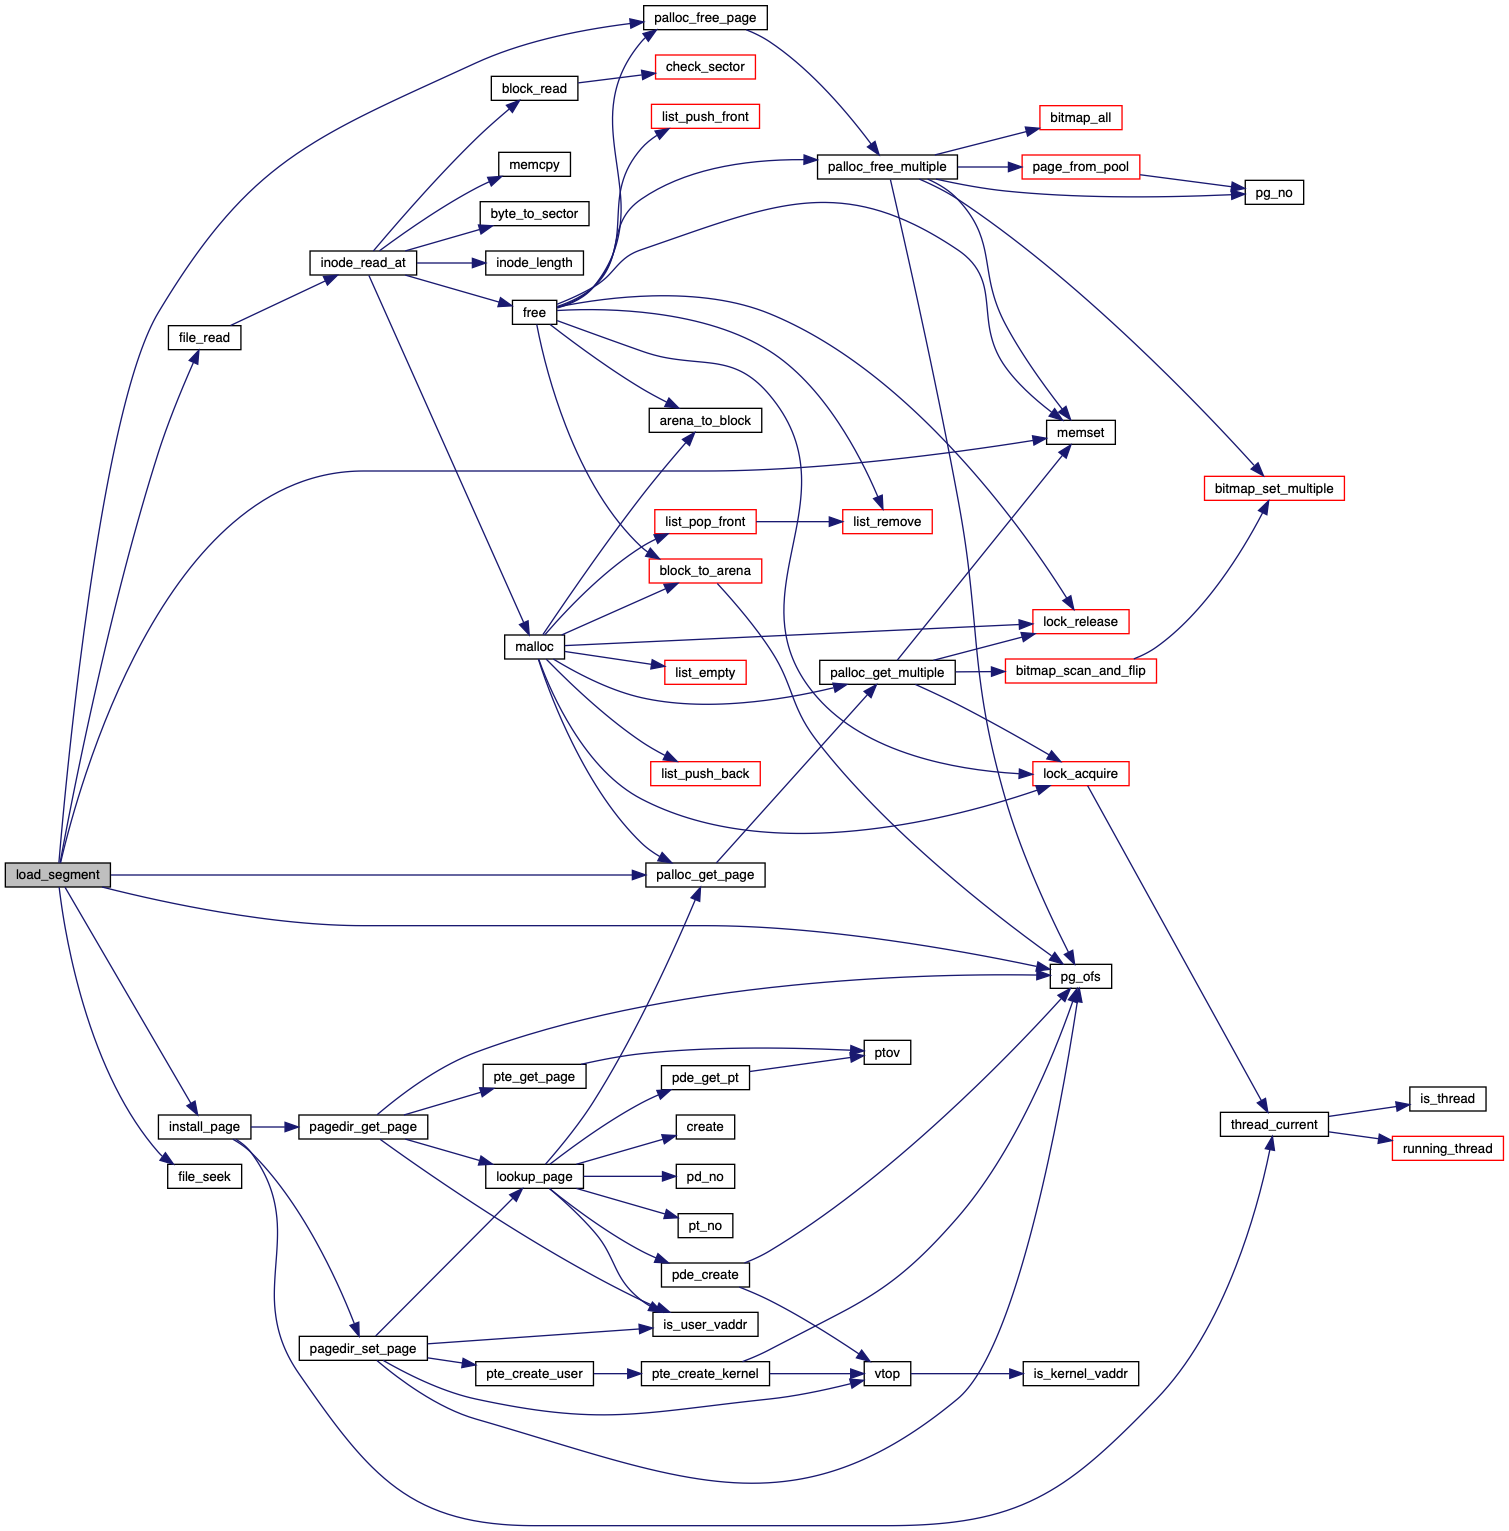 palloc_free_page
check_sector
block_read
list_push_front
bitmap_all
memcpy
palloc_free_multiple
page_from_pool
pg_no
byte_to_sector
inode_read_at
inode_length
free
file_read
arena_to_block
memset
bitmap_set_multiple
list_pop_front
list_remove
block_to_arena
lock_release
malloc
list_empty
palloc_get_multiple
bitmap_scan_and_flip
list_push_back
lock_acquire
load_segment
palloc_get_page
pg_ofs
ptov
pte_get_page
pde_get_pt
is_thread
install_page
pagedir_get_page
create
thread_current
running_thread
file_seek
lookup_page
pd_no
pt_no
pde_create
is_user_vaddr
pagedir_set_page
pte_create_user
pte_create_kernel
vtop
is_kernel_vaddr